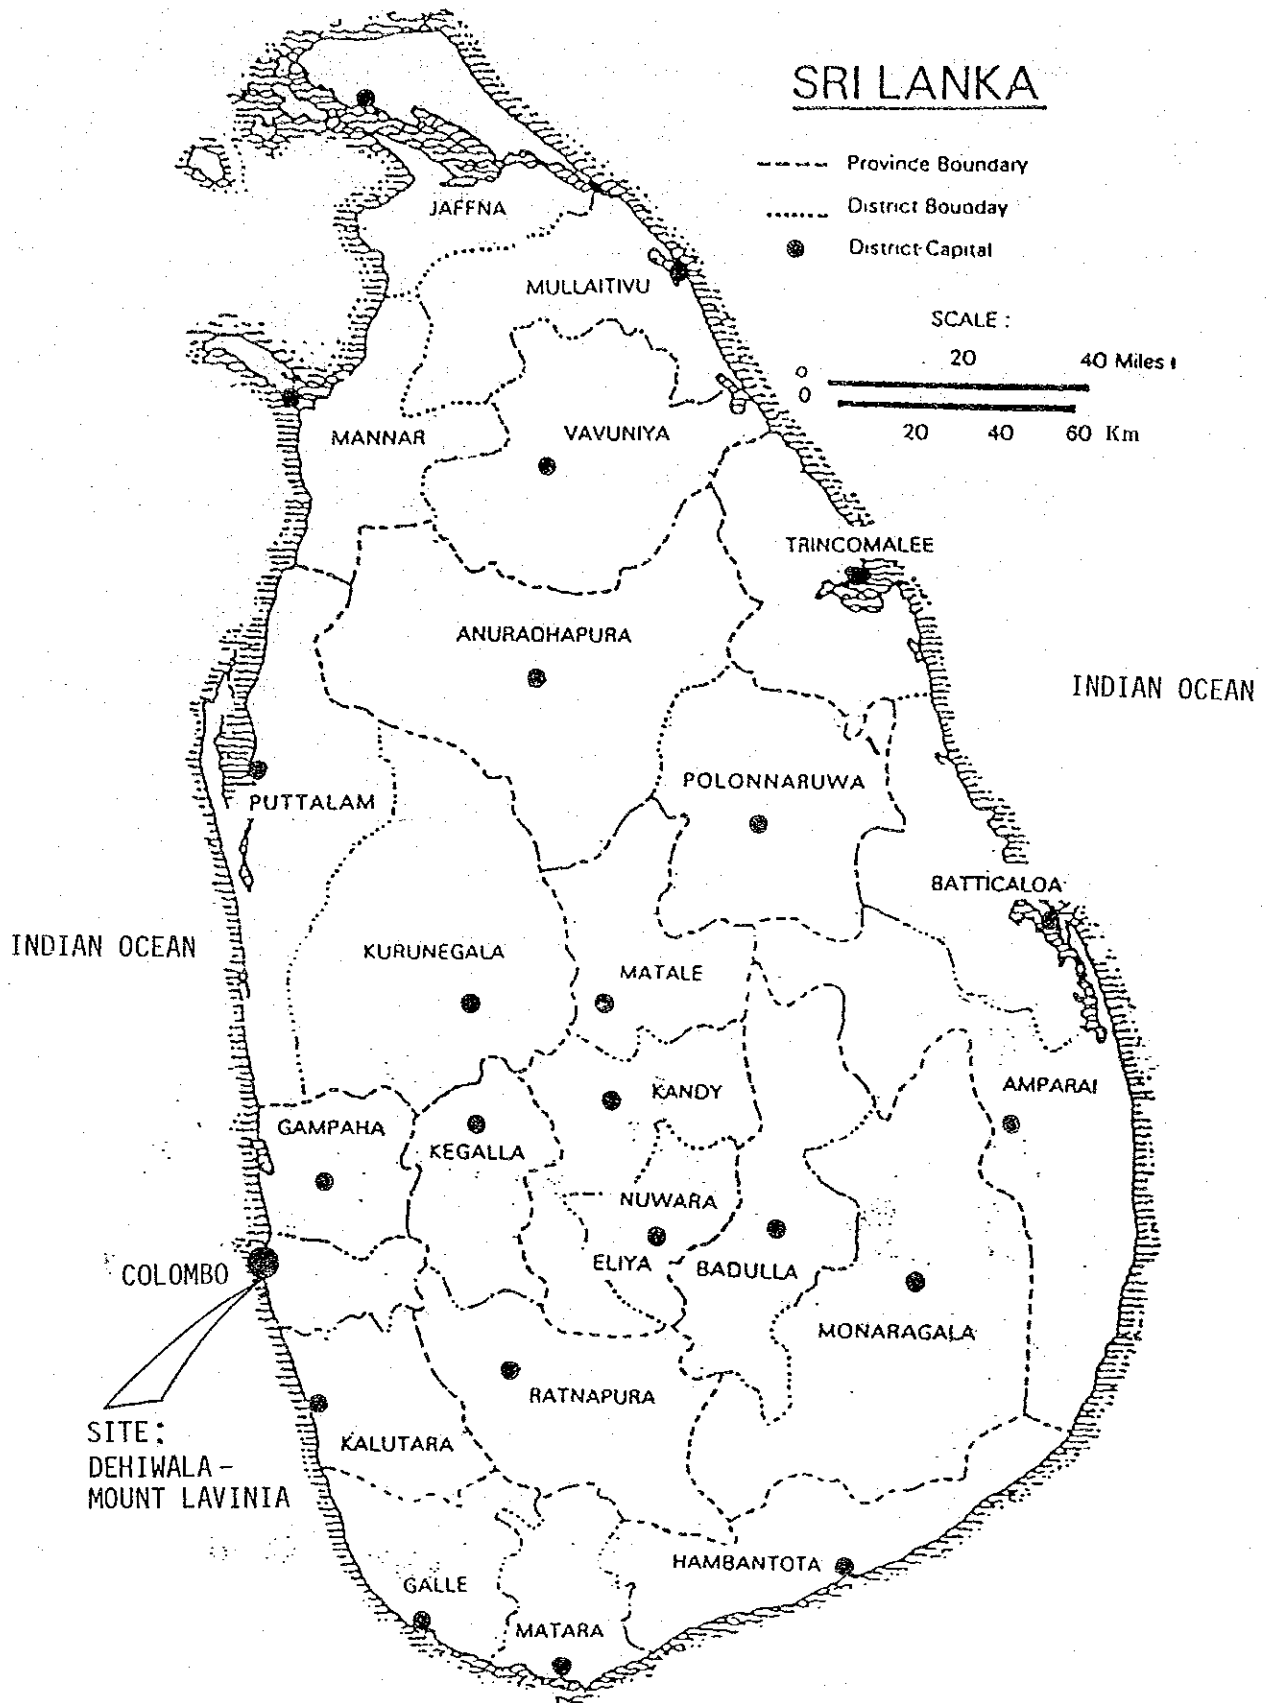 SRI LANKA
Province Boundary
District Bounday
District Capital
SCALE :
0 20 40 Miles
0 20 40 60 Km
JAFFNA
MULLAITIVU
MANNAR
VAVUNIYA
TRINCOMALEE
ANURADHAPURA
INDIAN OCEAN
POLONNARUWA
PUTTALAM
BATTICALOA
INDIAN OCEAN
KURUNEGALA
MATALE
AMPARAI
KANDY
GAMPAHA
KEGALLA
NUWARA
ELIYA
BADULLA
COLOMBO
MONARAGALA
RATNAPURA
SITE:
DEHIWALA-
MOUNT LAVINIA
KALUTARA
HAMBANTOTA
GALLE
MATARA